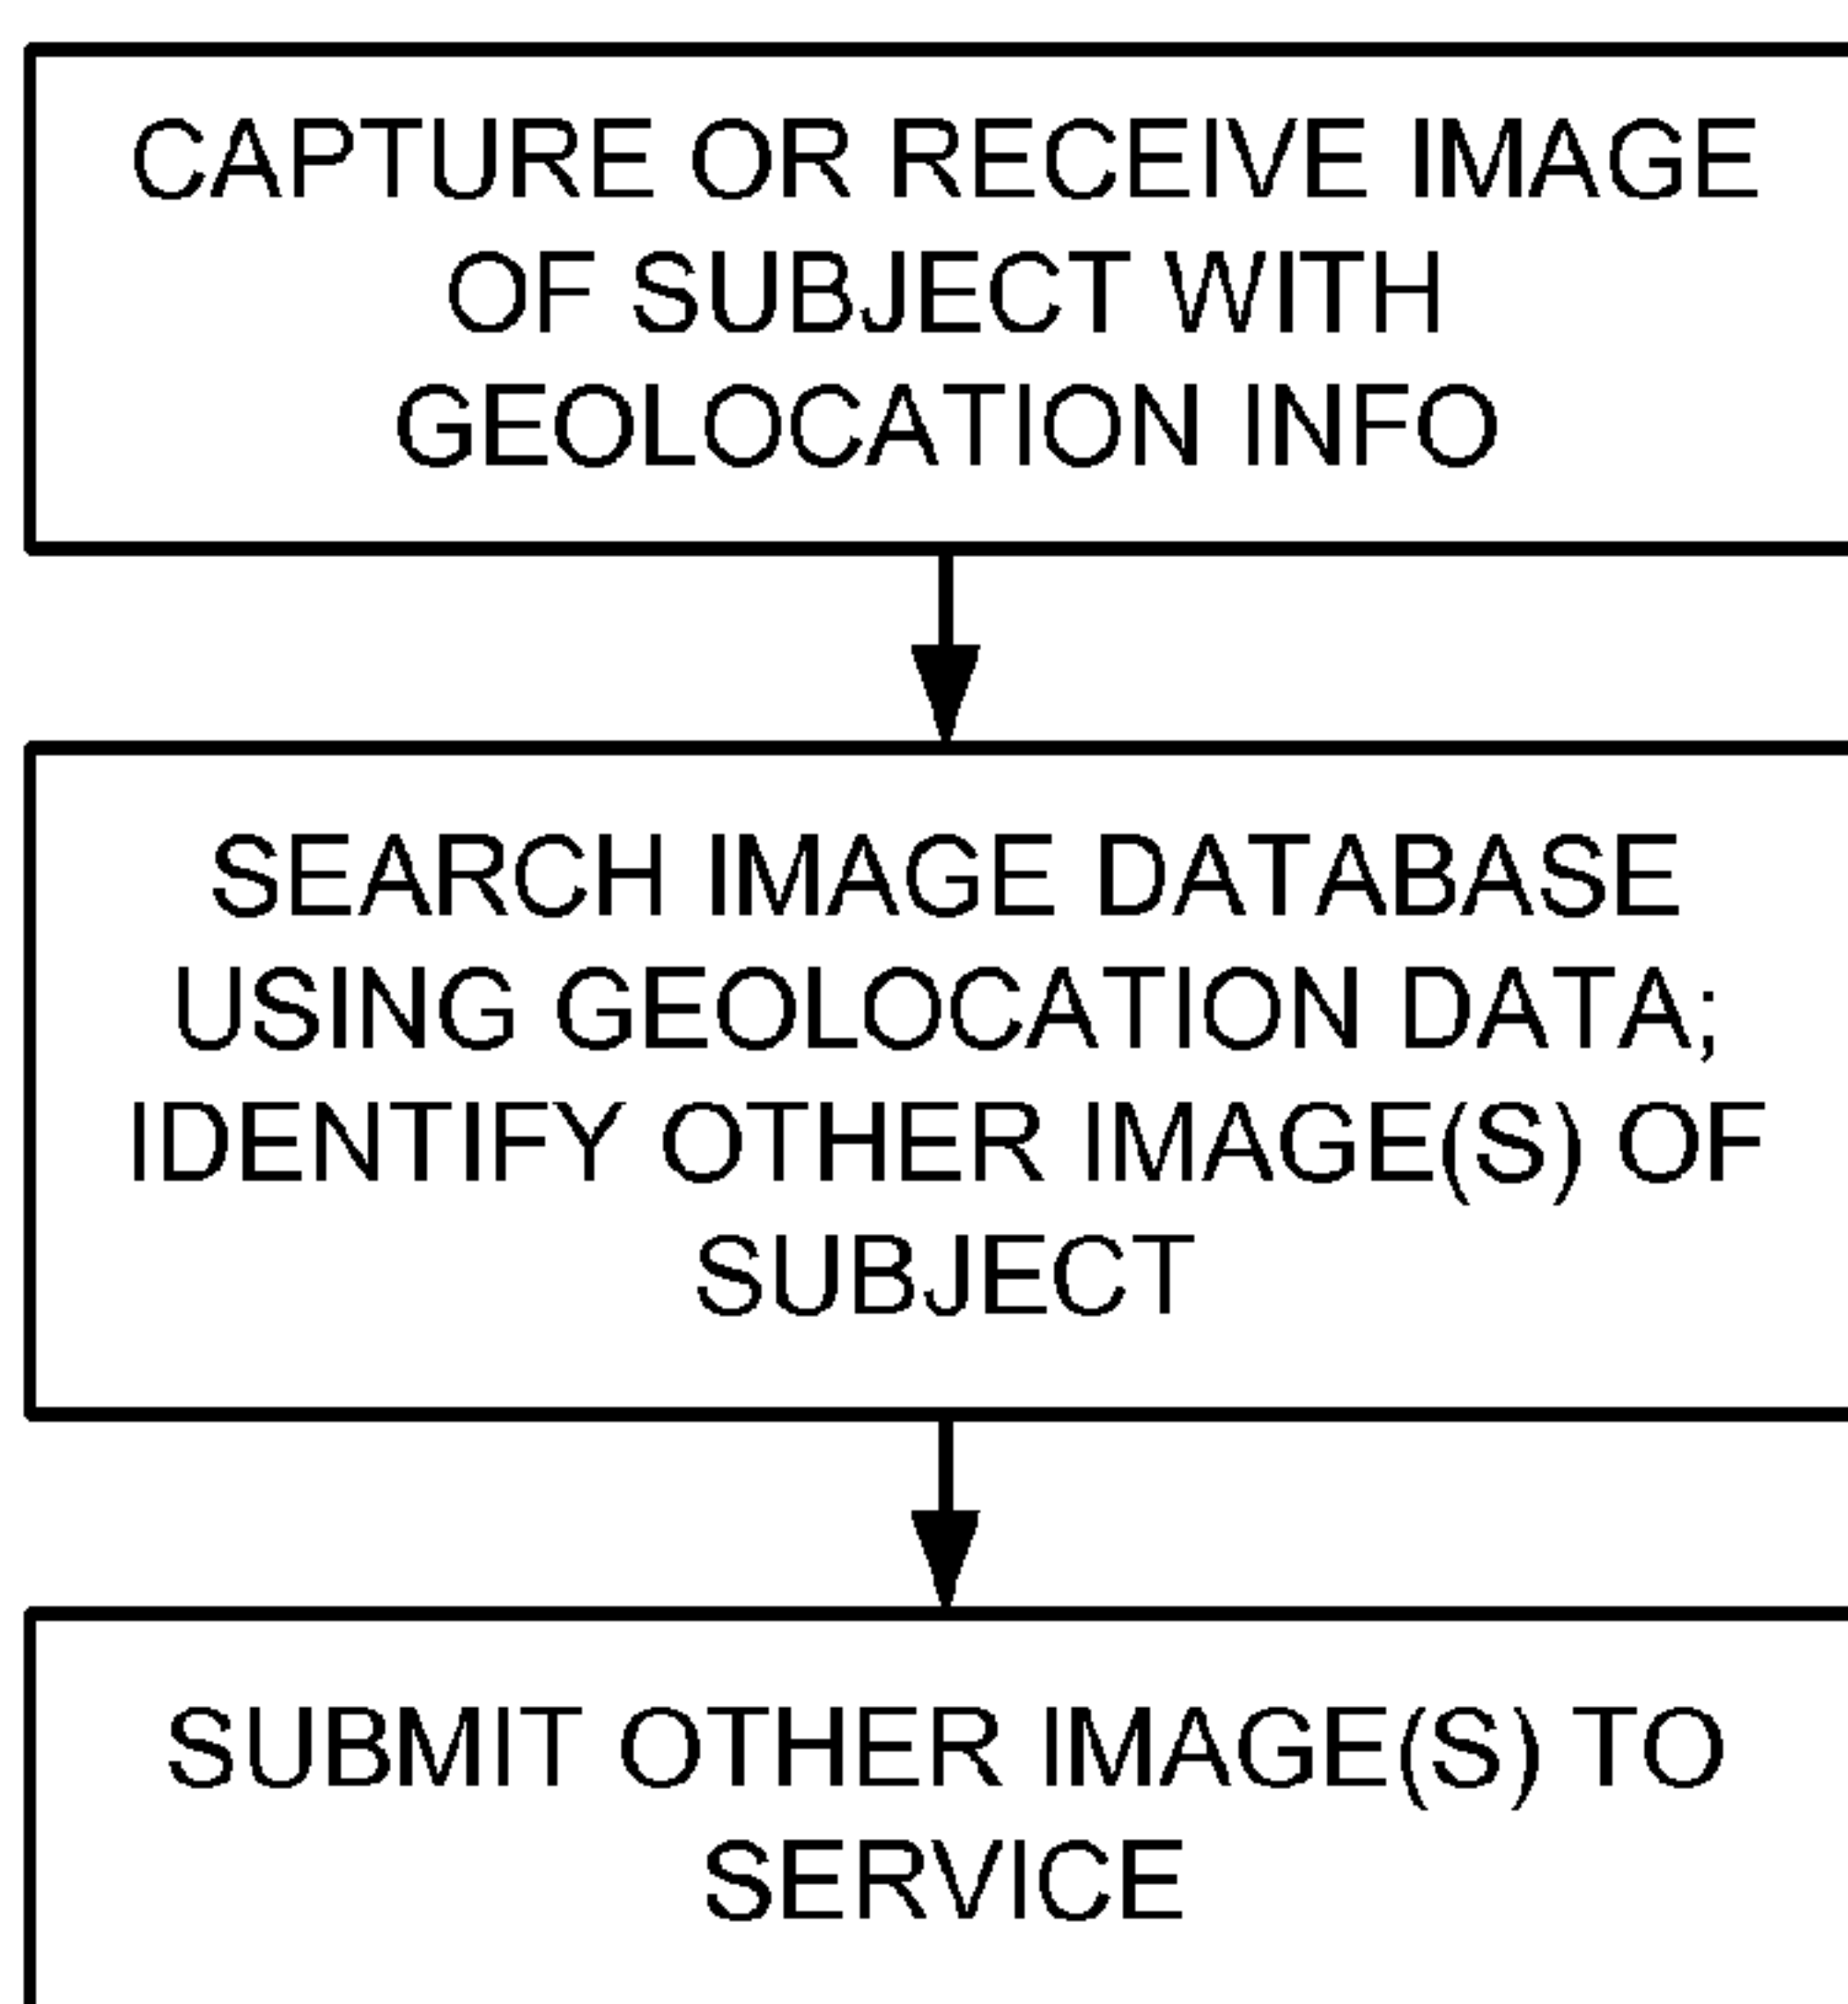 CAPTURE OR RECEIVE IMAGE
OF SUBJECT WITH
GEOLOCATION INFO
SEARCH IMAGE DATABASE
USING GEOLOCATION DATA;
IDENTIFY OTHER IMAGE(S) OF
SUBJECT
SUBMIT OTHER IMAGE(S) TO
SERVICE